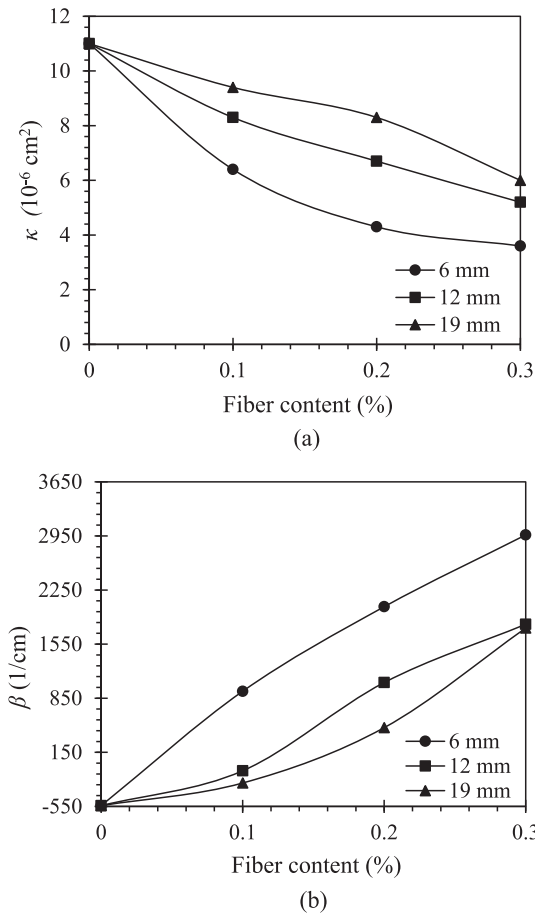 12
10
8
6
4
2
0
κ (10⁻⁶ cm²)
6 mm
12 mm
19 mm
0 0.1 0.2 0.3
Fiber content (%)
(a)
3650
2950
2250
1550
850
150
-550
β (1/cm)
6 mm
12 mm
19 mm
0 0.1 0.2 0.3
Fiber content (%)
(b)